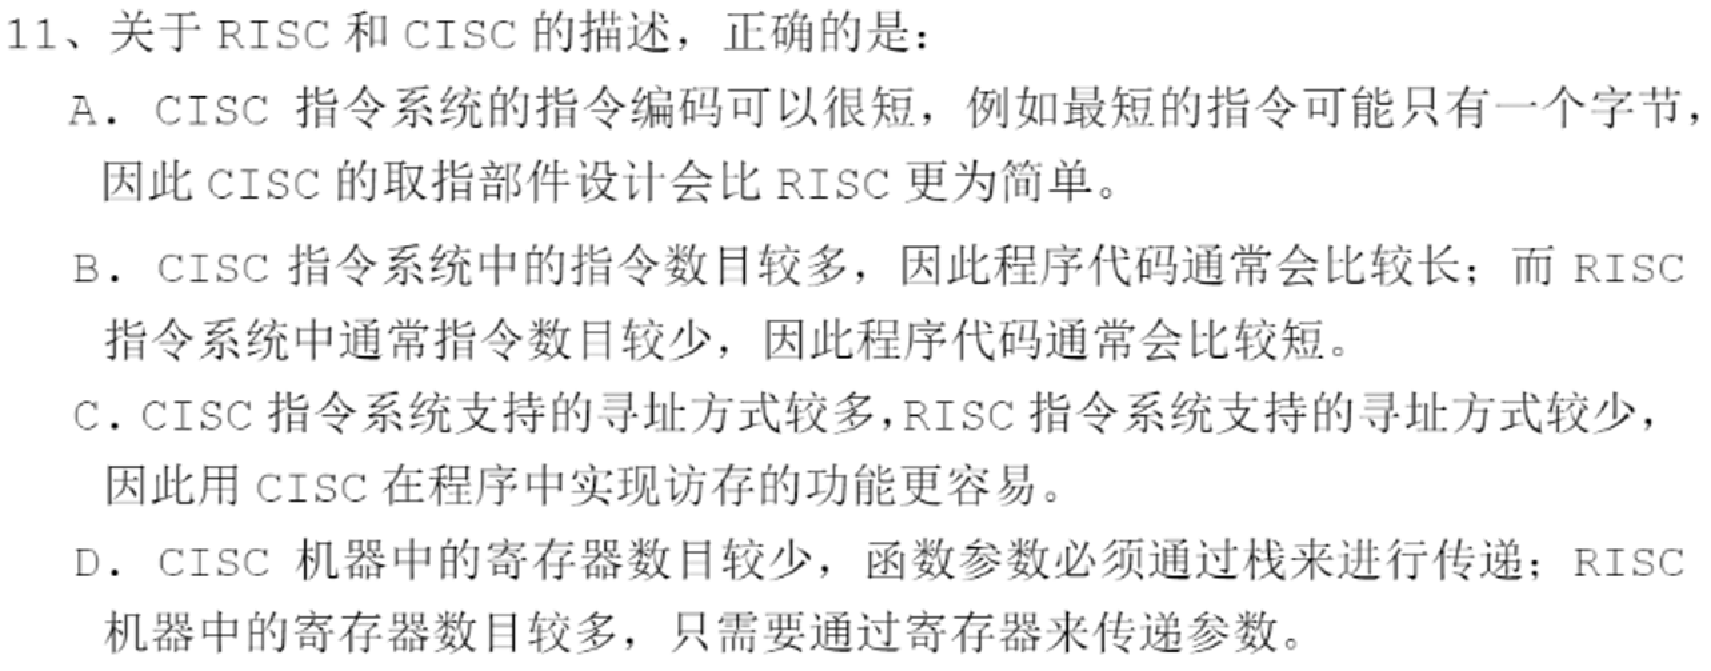 11、关于 RISC 和 CISC 的描述，正确的是：
A. CISC 指令系统的指令编码可以很短，例如最短的指令可能只有一个字节，
因此 CISC 的取指部件设计会比 RISC 更为简单。
B. CISC 指令系统中的指令数目较多，因此程序代码通常会比较长；而 RISC
指令系统中通常指令数目较少，因此程序代码通常会比较短。
C. CISC 指令系统支持的寻址方式较多，RISC 指令系统支持的寻址方式较少，
因此用 CISC 在程序中实现访存的功能更容易。
D. CISC 机器中的寄存器数目较少，函数参数必须通过栈来进行传递；RISC
机器中的寄存器数目较多，只需要通过寄存器来传递参数。